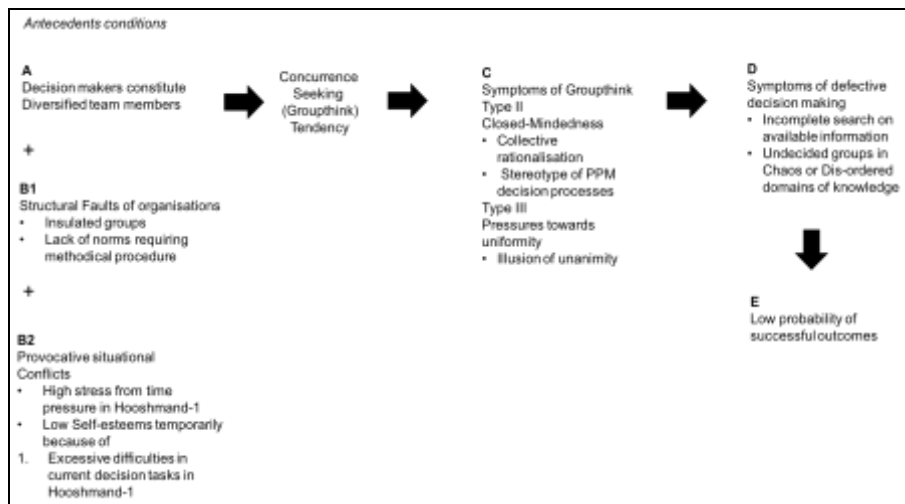 Antecedents conditions
A
Decision makers constitute
Diversified team members
+
B1
Structural Faults of organisations
• Insulated groups
• Lack of norms requiring
methodical procedure
+
B2
Provocative situational
Conflicts
• High stress from time
pressure in Hooshmand-1
• Low Self-esteems temporarily
because of
1. Excessive difficulties in
current decision tasks in
Hooshmand-1
Concurrence
Seeking
(Groupthink)
Tendency
C
Symptoms of Groupthink
Type II
Closed-Mindedness
• Collective
rationalisation
• Stereotype of PPM
decision processes
Type III
Pressures towards
uniformity
• Illusion of unanimity
D
Symptoms of defective
decision making
• Incomplete search on
available information
• Undecided groups in
Chaos or Dis-ordered
domains of knowledge
E
Low probability of
successful outcomes